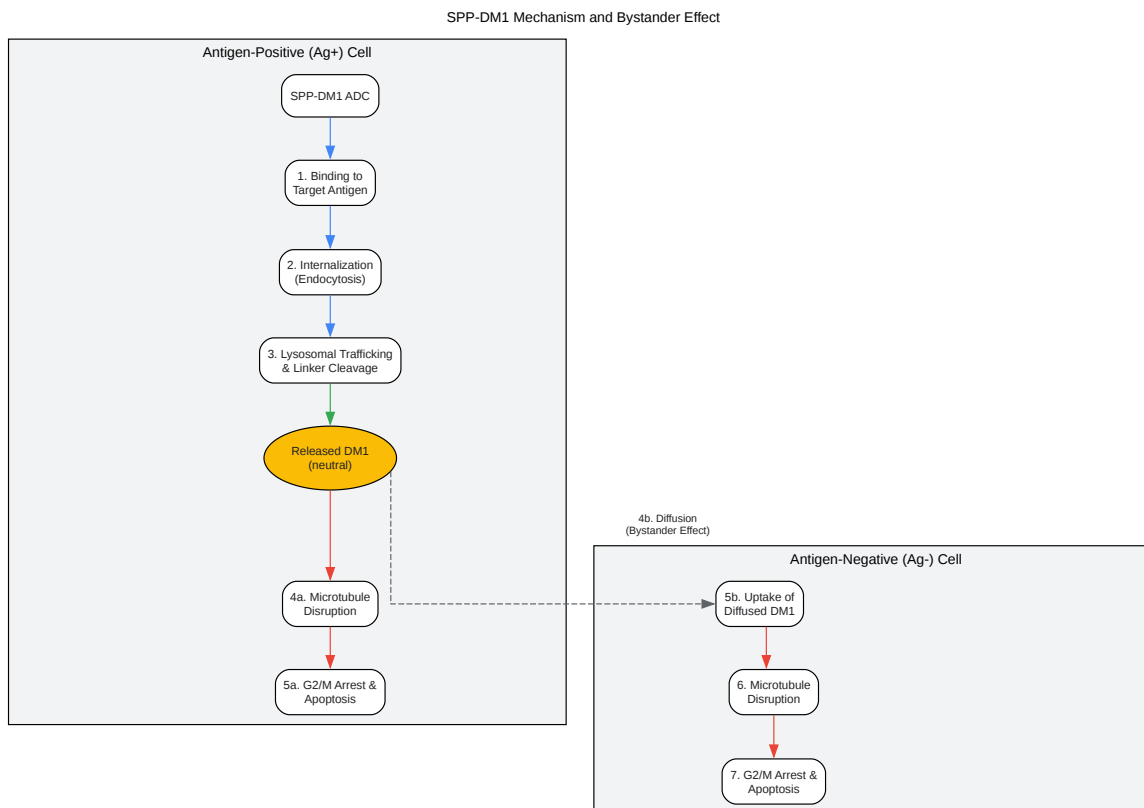 SPP-DM1 Mechanism and Bystander Effect
Antigen-Positive (Ag+) Cell
SPP-DM1 ADC
1. Binding to
Target Antigen
2. Internalization
(Endocytosis)
3. Lysosomal Trafficking
& Linker Cleavage
Released DM1
(neutral)
4a. Microtubule
Disruption
5a. G2/M Arrest &
Apoptosis
4b. Diffusion
(Bystander Effect)
Antigen-Negative (Ag-) Cell
5b. Uptake of
Diffused DM1
6. Microtubule
Disruption
7. G2/M Arrest &
Apoptosis